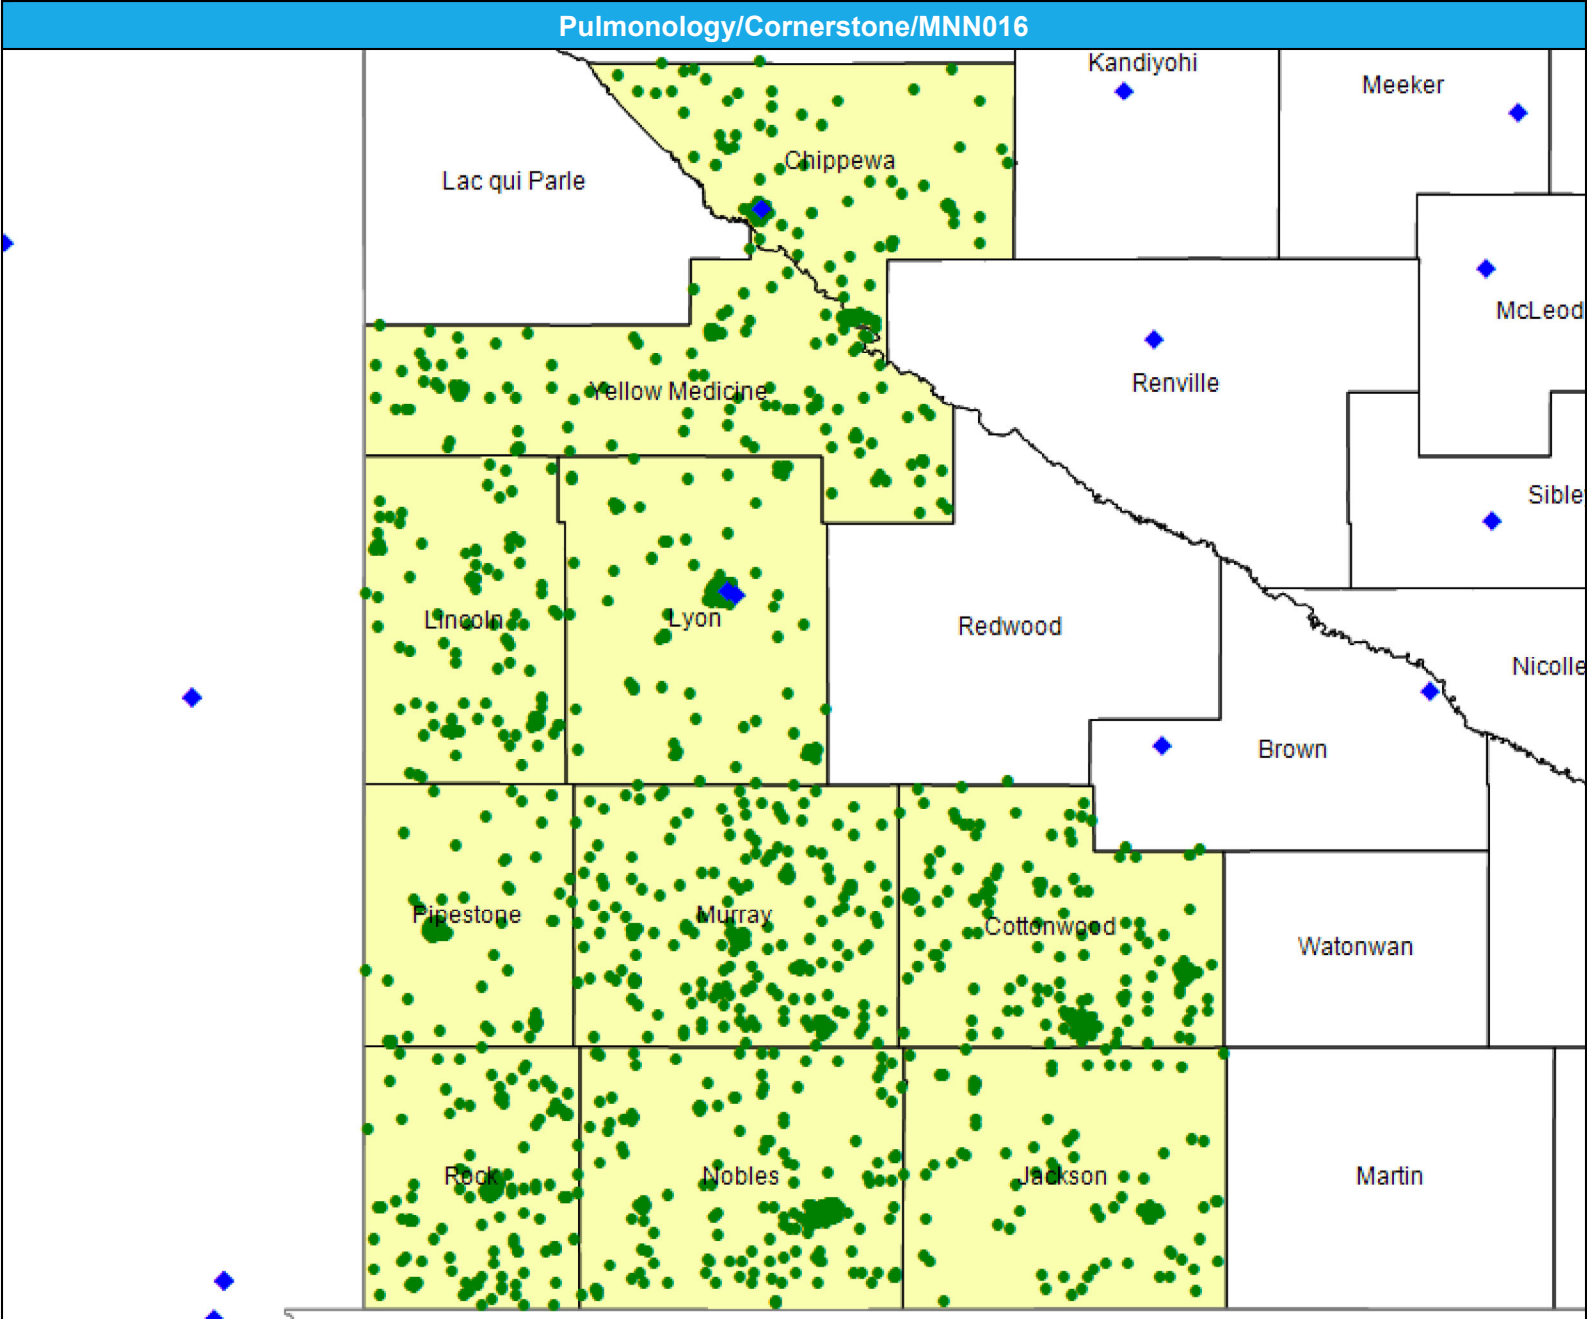 Pulmonology/Cornerstone/MNN016
Kandiyohi
Meeker
Chippewa
Lac qui Parle
McLeod
Renville
Yellow Medicine
Sible
Lincoln
Lyon
Redwood
Nicolle
Brown
Pipestone
Murray
Cottonwood
Watonwan
Rock
Nobles
Jackson
Martin